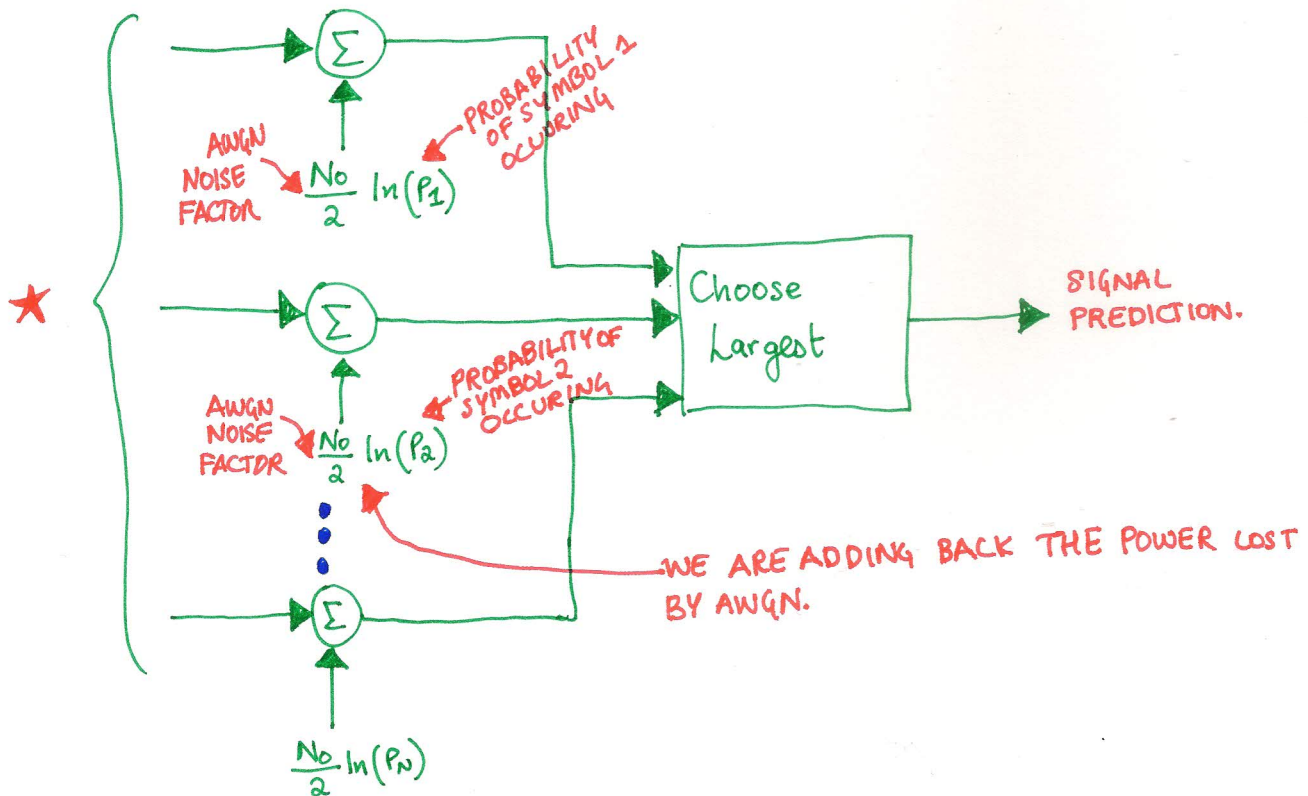 Σ
PROBABILITY
OF SYMBOL 1
OCUORING
AWGN
NOISE
FACTOR
No/2 ln(P1)
Σ
Choose
Largest
SIGNAL
PREDICTION.
PROBABILITY OF
SYMBOL 2
OCCURING
AWGN
NOISE
FACTOR
No/2 ln(P2)
WE ARE ADDING BACK THE POWER LOST
BY AWGN.
Σ
No/2 ln(PN)